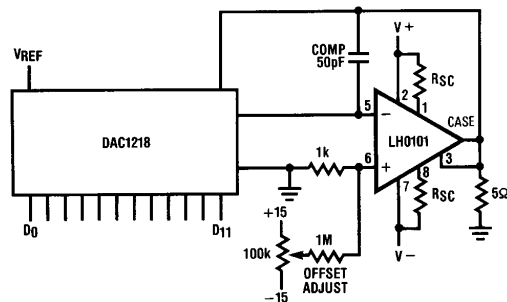 VREF
DAC1218
D0
D11
COMP
50pF
V+
RSC
2
1
5
−
CASE
LH0101
1k
6
+
3
8
7
RSC
5Ω
V−
+15
100k
1M
OFFSET
ADJUST
−15